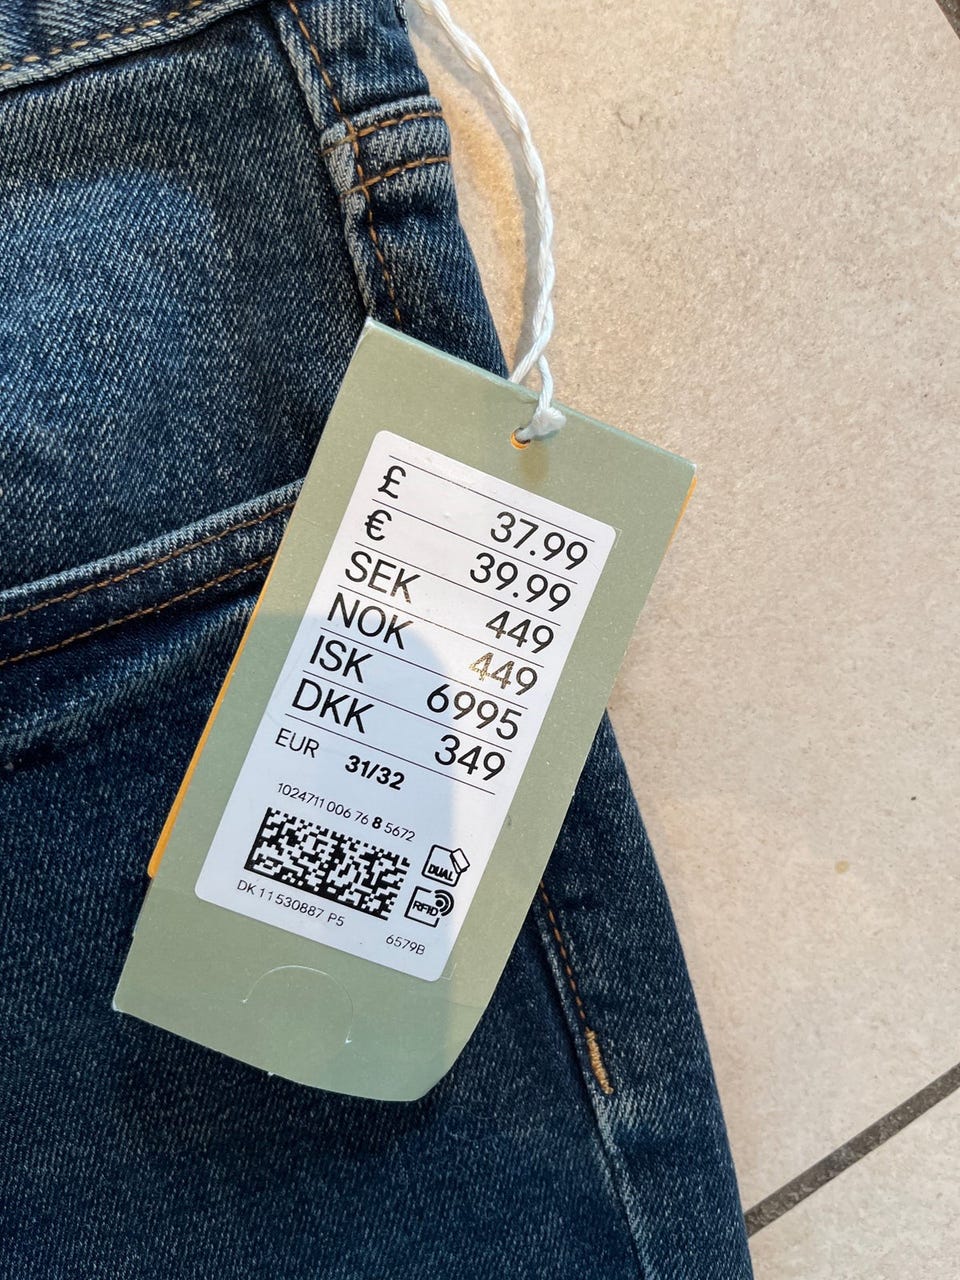 £ 37.99
€ 39.99
SEK 449
NOK 449
ISK 6995
DKK 349
EUR 31/32
1024711 006 76 8 5672
DUAL
RFID
DK 11 530887 P5
6579B